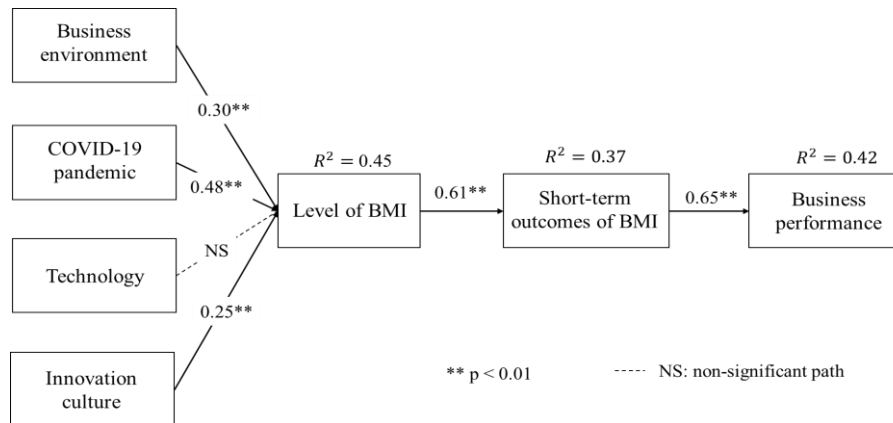 Business
environment
0.30**
COVID-19
pandemic
0.48**
Technology
NS
0.25**
Innovation
culture
R² = 0.45
Level of BMI
0.61**
R² = 0.37
Short-term
outcomes of BMI
0.65**
R² = 0.42
Business
performance
** p < 0.01
NS: non-significant path